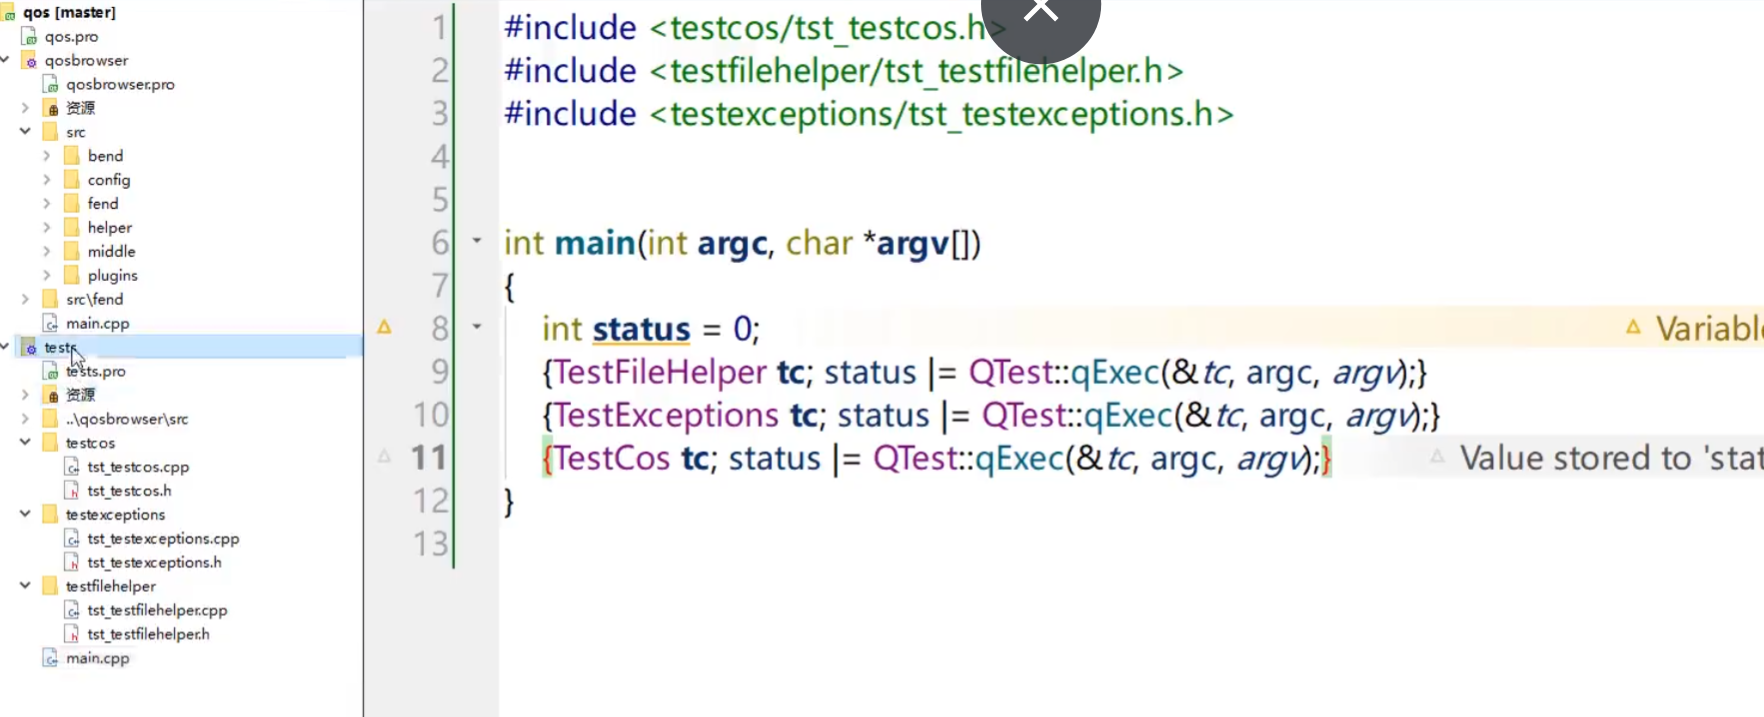 qos [master]
qos.pro
qosbrowser
qosbrowser.pro
资源
src
bend
config
fend
helper
middle
plugins
src\fend
main.cpp
tests
tests.pro
资源
..\qosbrowser\src
testcos
tst_testcos.cpp
tst_testcos.h
testexceptions
tst_testexceptions.cpp
tst_testexceptions.h
testfilehelper
tst_testfilehelper.cpp
tst_testfilehelper.h
main.cpp
1 #include <testcos/tst_testcos.h>
2 #include <testfilehelper/tst_testfilehelper.h>
3 #include <testexceptions/tst_testexceptions.h>
4
5
6 int main(int argc, char *argv[])
7 {
8 int status = 0; Variabl
9 {TestFileHelper tc; status |= QTest::qExec(&tc, argc, argv);}
10 {TestExceptions tc; status |= QTest::qExec(&tc, argc, argv);}
11 {TestCos tc; status |= QTest::qExec(&tc, argc, argv);} Value stored to 'stat
12 }
13